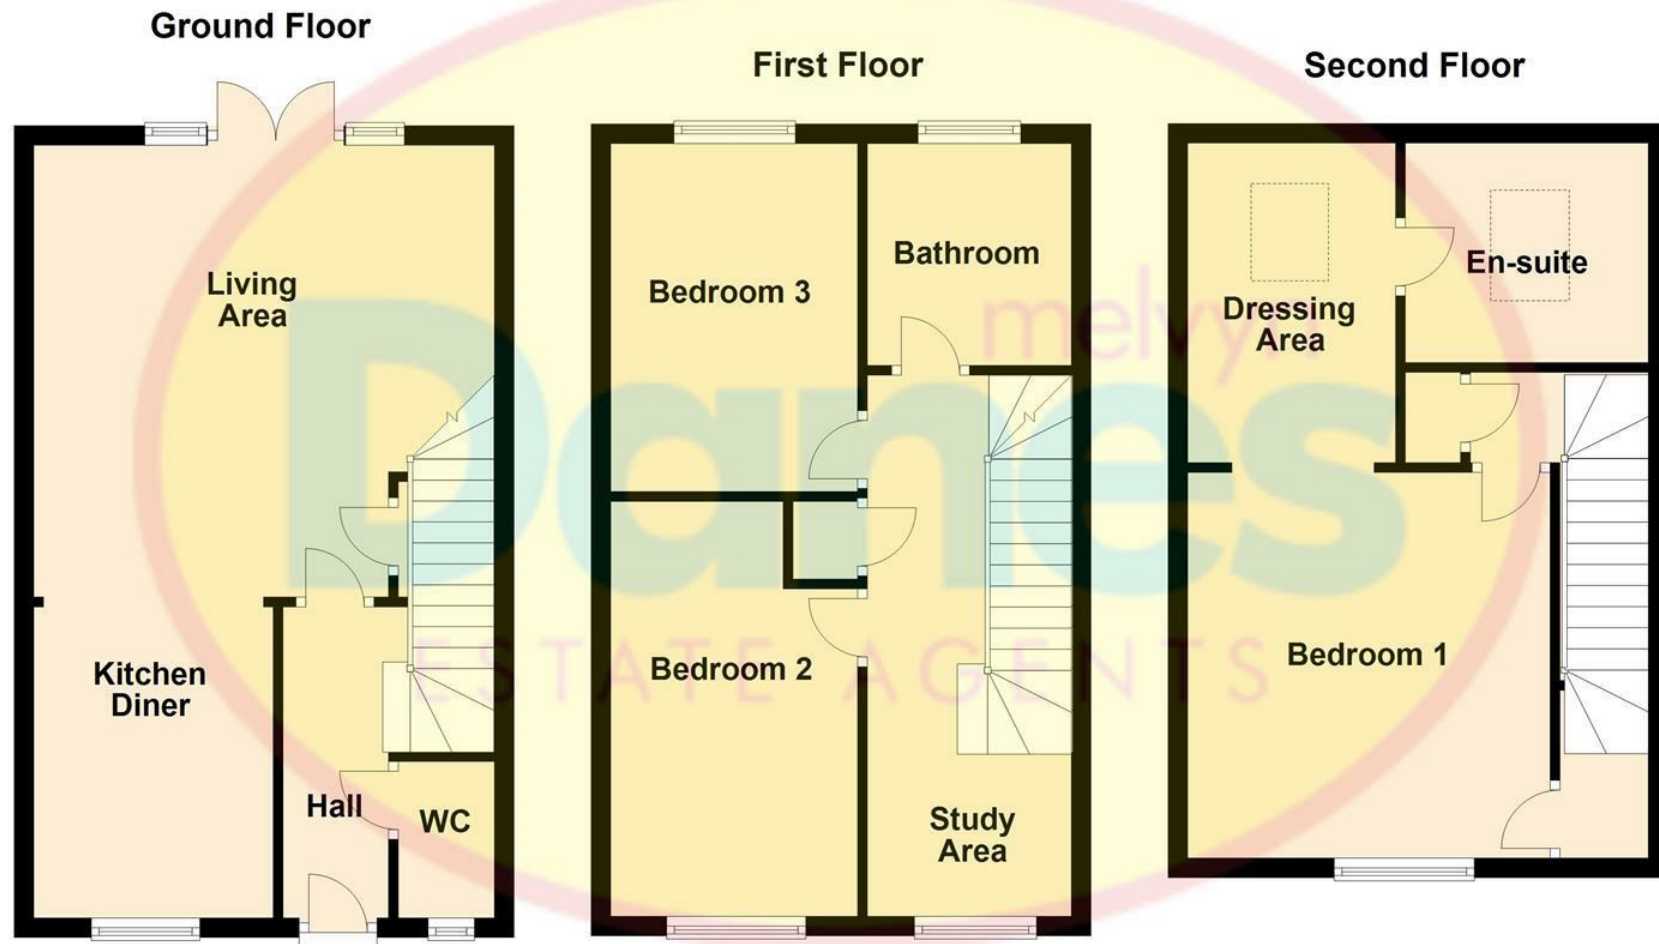 Ground Floor
Living
Area
Kitchen
Diner
Hall
WC
First Floor
Bedroom 3
Bathroom
Bedroom 2
Study
Area
Second Floor
Dressing
Area
En-suite
Bedroom 1
melvyn
Danes
ESTATE AGENTS